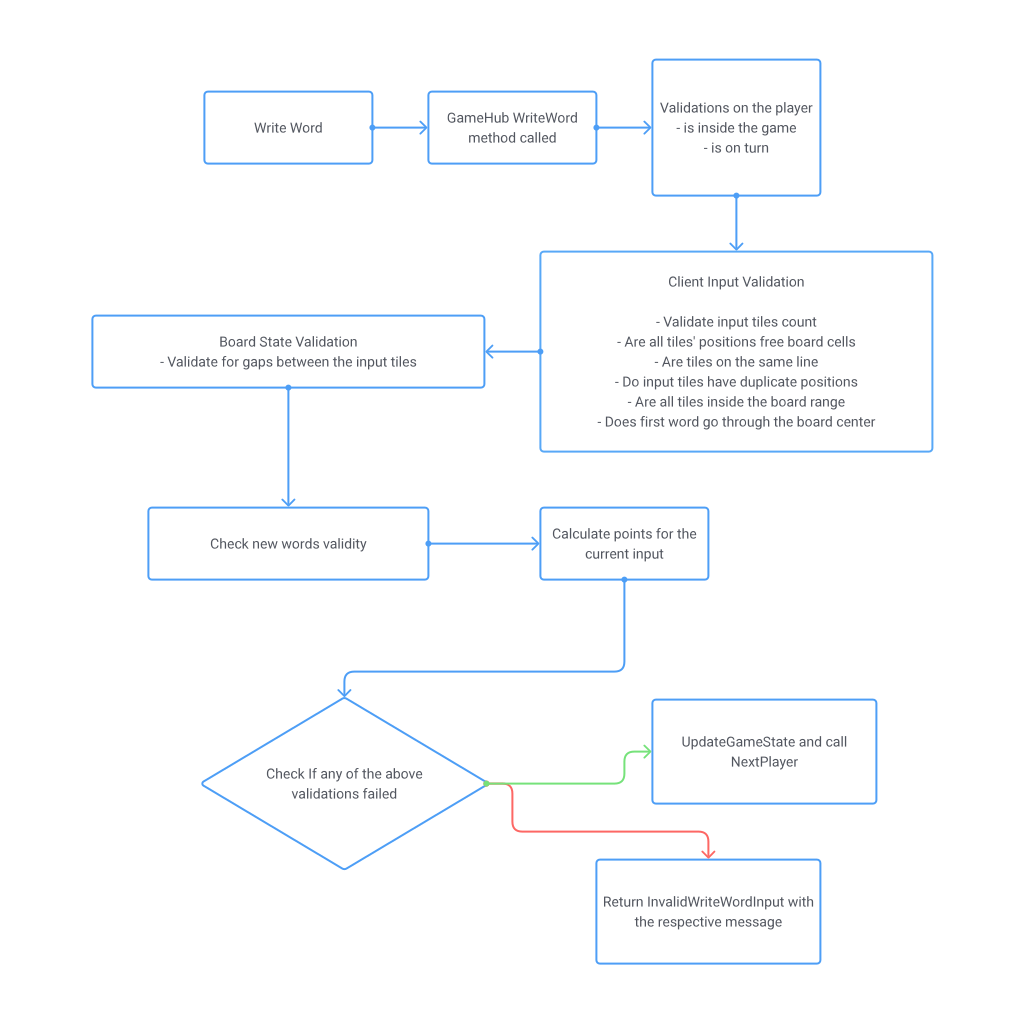 Write Word
GameHub WriteWord
method called
Validations on the player
- is inside the game
- is on turn
Client Input Validation
- Validate input tiles count
- Are all tiles' positions free board cells
- Are tiles on the same line
- Do input tiles have duplicate positions
- Are all tiles inside the board range
- Does first word go through the board center
Board State Validation
- Validate for gaps between the input tiles
Check new words validity
Calculate points for the
current input
Check If any of the above
validations failed
UpdateGameState and call
NextPlayer
Return InvalidWriteWordInput with
the respective message